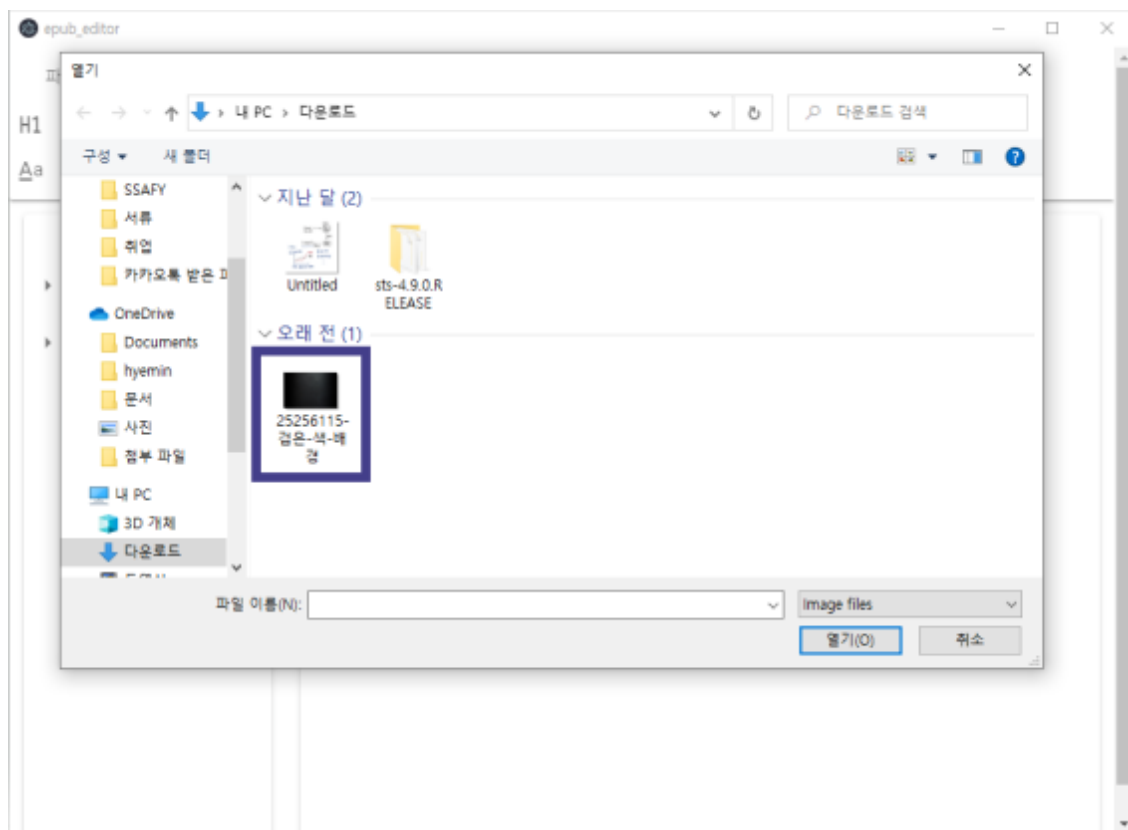 epub_editor
열기
H1
내 PC › 다운로드
다운로드 검색
구성
새 폴더
Aa
SSAFY
서류
취업
카카오톡 받은
OneDrive
Documents
hyemin
문서
사진
첨부 파일
내 PC
3D 개체
다운로드
지난 달 (2)
Untitled
sts-4.9.0.R
ELEASE
오래 전 (1)
25256115-
검은-색-배
경
파일 이름(N):
Image files
열기(O)
취소